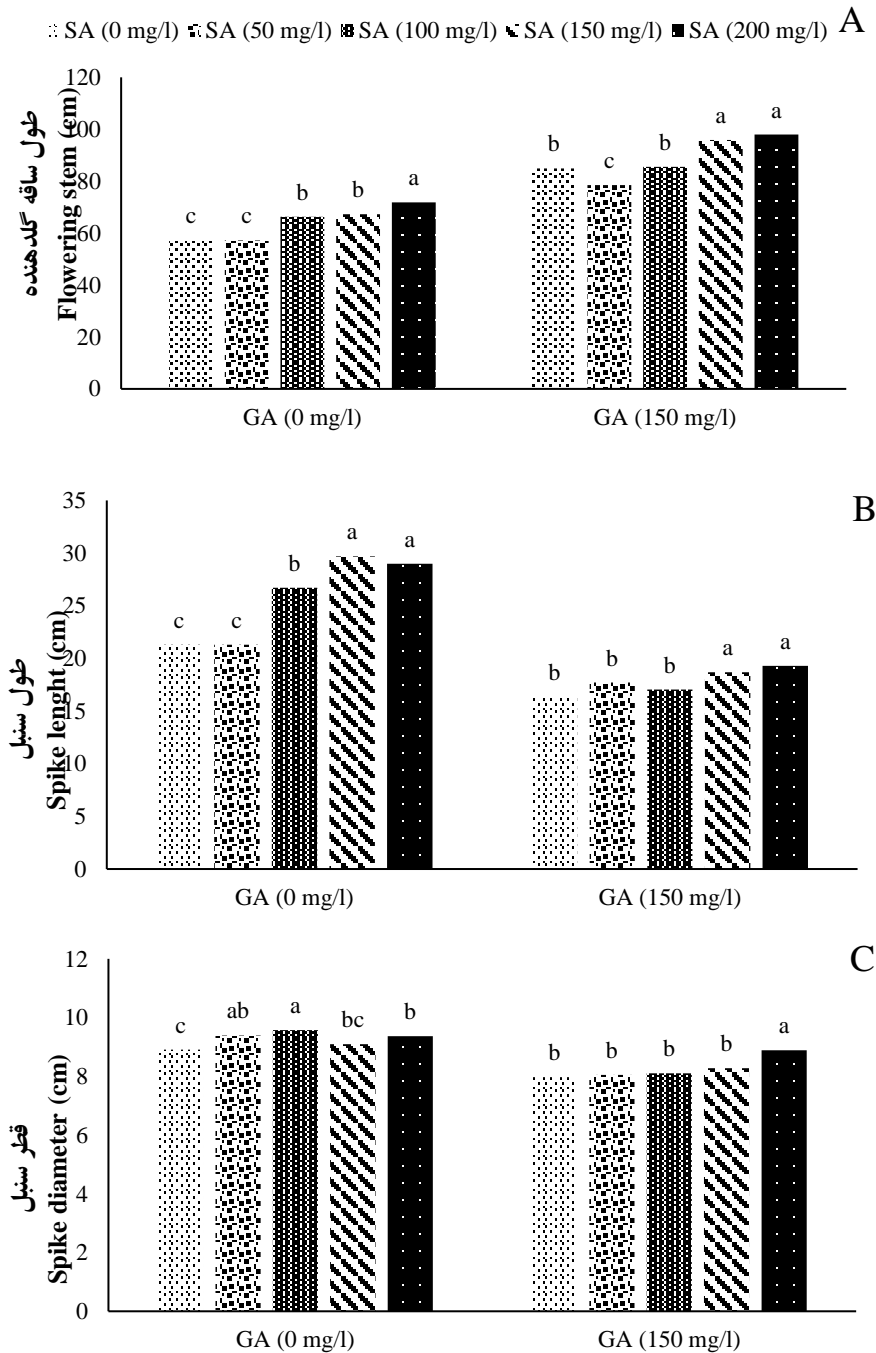 SA (0 mg/l) SA (50 mg/l) SA (100 mg/l) SA (150 mg/l) SA (200 mg/l)
A
طول ساقه گلدهنده
Flowering stem (cm)
120
100
80
60
40
20
0
c c b b a
b c b a a
GA (0 mg/l) GA (150 mg/l)
B
طول سنبل
Spike lenght (cm)
35
30
25
20
15
10
5
0
c c b a a
b b b a a
GA (0 mg/l) GA (150 mg/l)
C
قطر سنبل
Spike diameter (cm)
12
10
8
6
4
2
0
c ab a bc b
b b b b a
GA (0 mg/l) GA (150 mg/l)